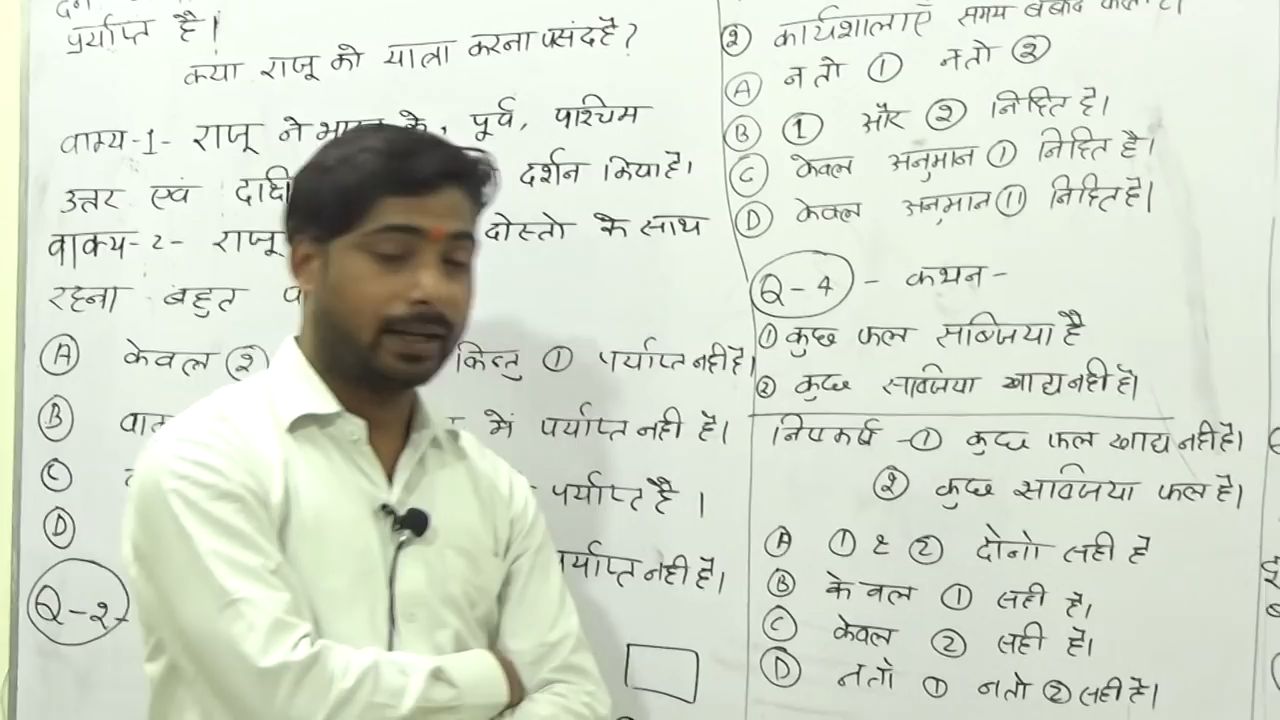 पर्याप्त है।
क्या राजू को यात्रा करना पसंद है?
वाक्य-1- राजू ने भारत के, पूर्व, पश्चिम
उत्तर एवं दर्शन किया है।
वाक्य-2- राजू दोस्तो के साथ
रहना बहुत
(A) केवल (2) किन्तु (1) पर्याप्त नही है।
(B) में पर्याप्त नही है।
(C) पर्याप्त है।
(D) पर्याप्त नही है।
Q-2-
(2) कार्यशालाएँ समय
(A) न तो (1) न तो (2)
(B) (1) और (2) निहित है।
(C) केवल अनुमान (1) निहित है।
(D) केवल अनुमान (11) निहित है।
Q-4 - कथन-
(1) कुछ फल सब्जिया है
(2) कुछ सब्जिया खाद्य नही है।
निष्कर्ष -(1) कुछ फल खाद्य नही है।
(2) कुछ सब्जिया फल है।
(A) (1) & (2) दोनो सही है
(B) केवल (1) सही है।
(C) केवल (2) सही है।
(D) न तो (1) न तो (2) सही है।